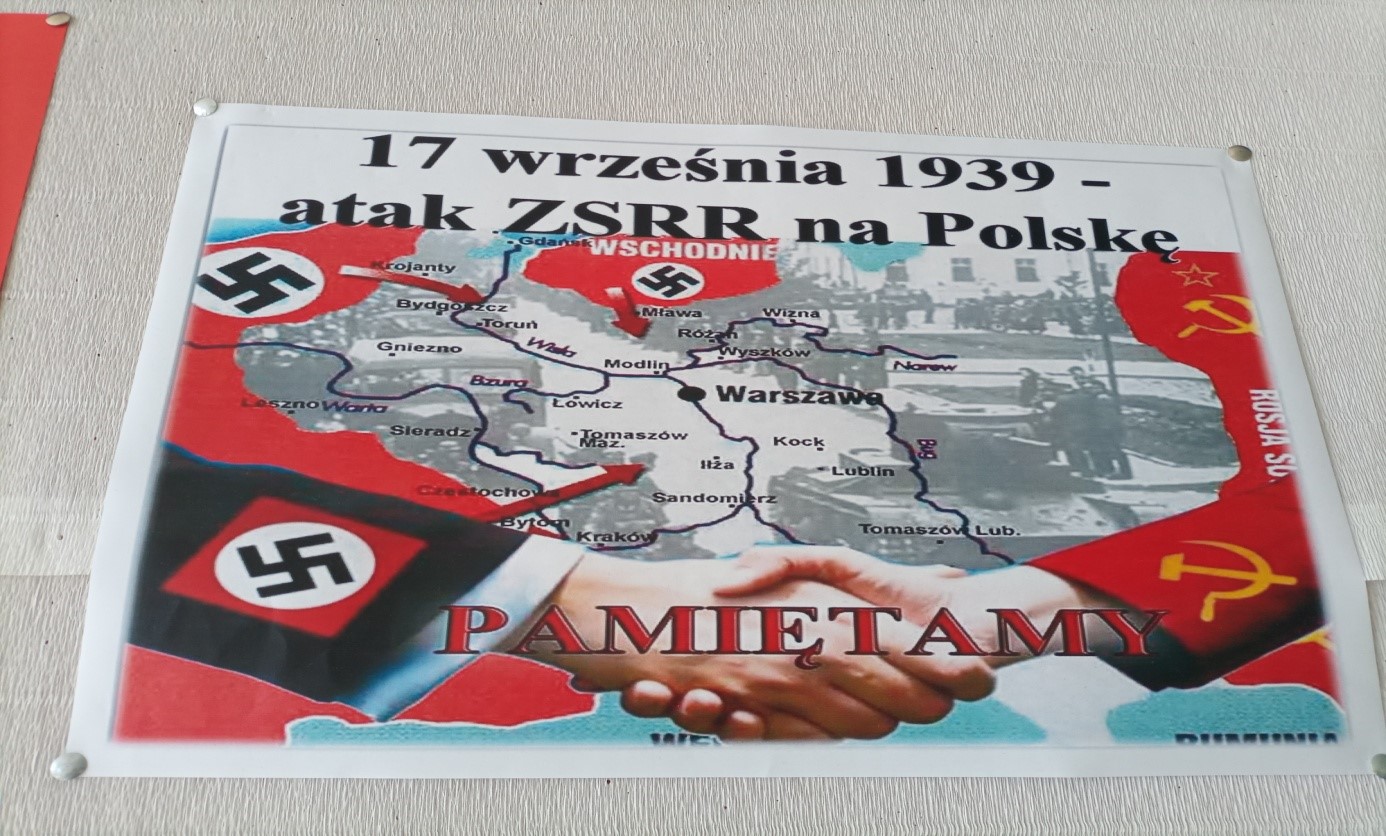 17 września 1939 -
atak ZSRR na Polskę
Gdańsk
WSCHODNIE
Krojanty
Bydgoszcz
Mława
Wizna
Toruń
Różan
Gniezno
Wisła
Wyszków
Modlin
Narew
Bzura
Warszawa
Leszno
Warta
Łowicz
RUSJA
Sieradz
Tomaszów
Maz.
Kock
Bug
Iłża
Lublin
Częstochowa
Sandomierz
Bytom
Kraków
Tomaszów Lub.
PAMIĘTAMY
RUMUNIA